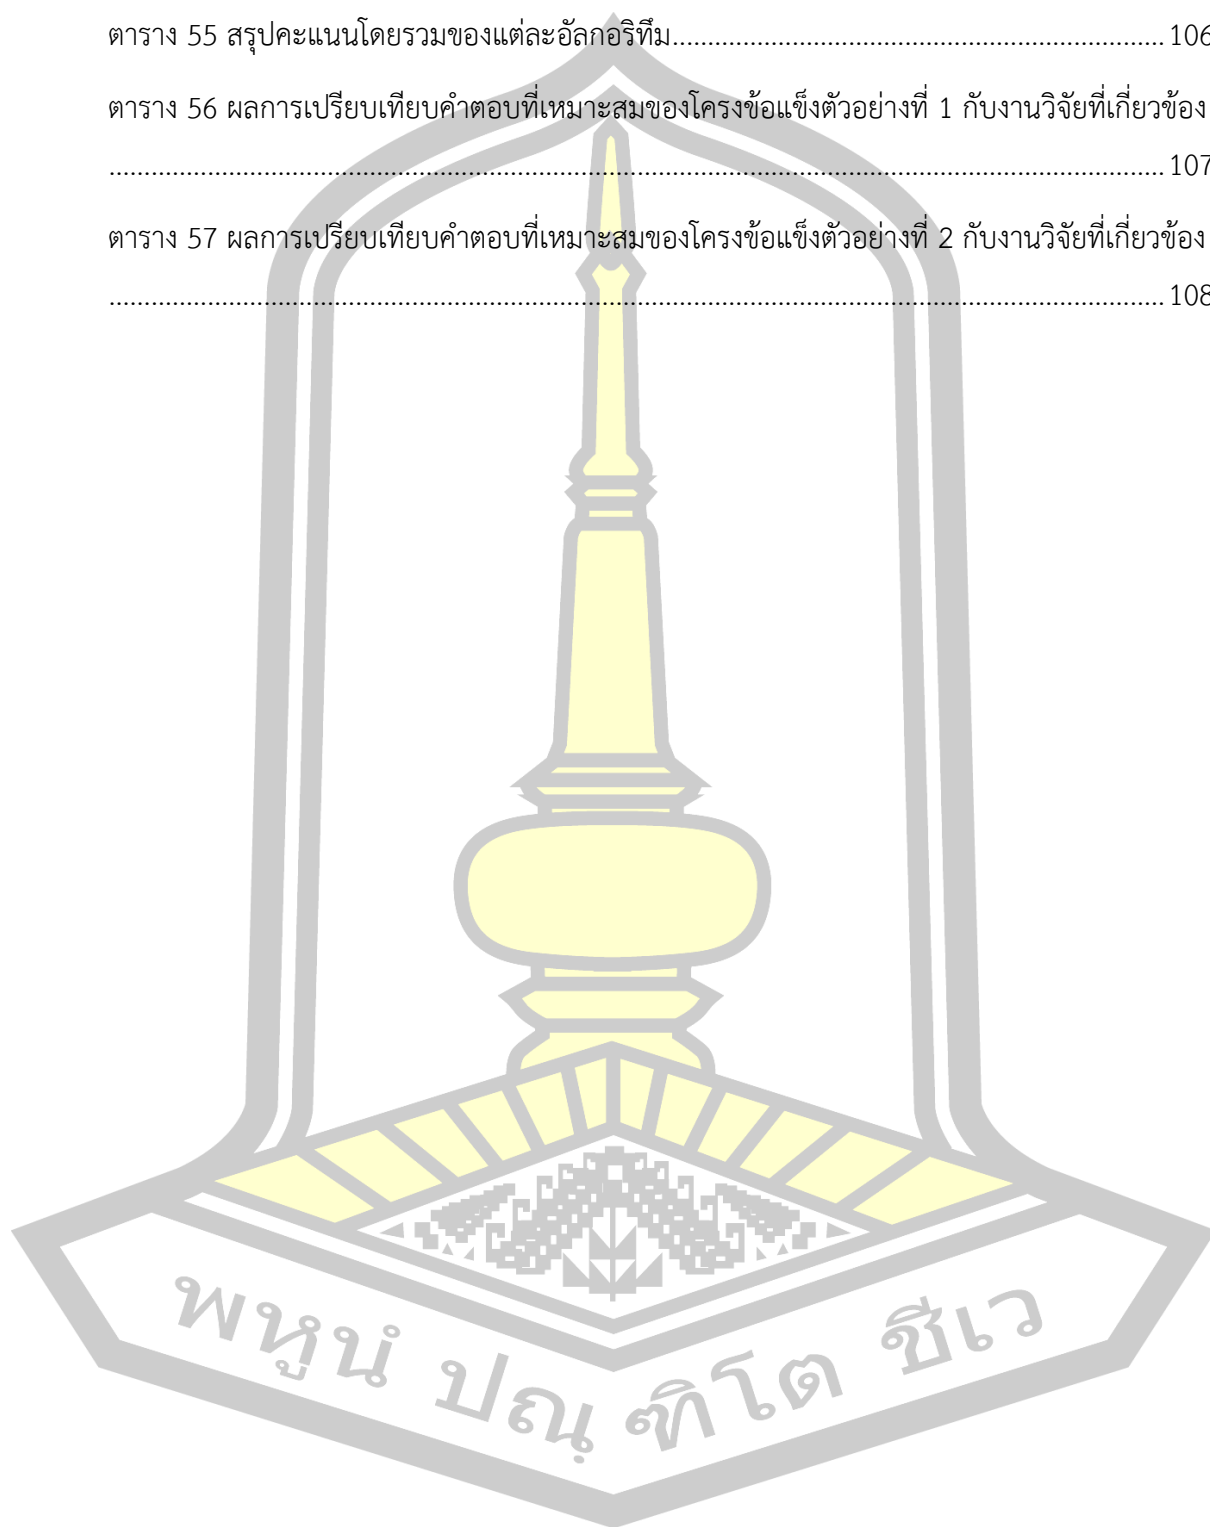 ตาราง 55 สรุปคะแนนโดยรวมของแต่ละอัลกอริทึม.................................................................................... 106
ตาราง 56 ผลการเปรียบเทียบคำตอบที่เหมาะสมของโครงข้อแข็งตัวอย่างที่ 1 กับงานวิจัยที่เกี่ยวข้อง
.................................................................................................................................................................................... 107
ตาราง 57 ผลการเปรียบเทียบคำตอบที่เหมาะสมของโครงข้อแข็งตัวอย่างที่ 2 กับงานวิจัยที่เกี่ยวข้อง
.................................................................................................................................................................................... 108
พหูนํ ปณฺฑิโต ชีเว